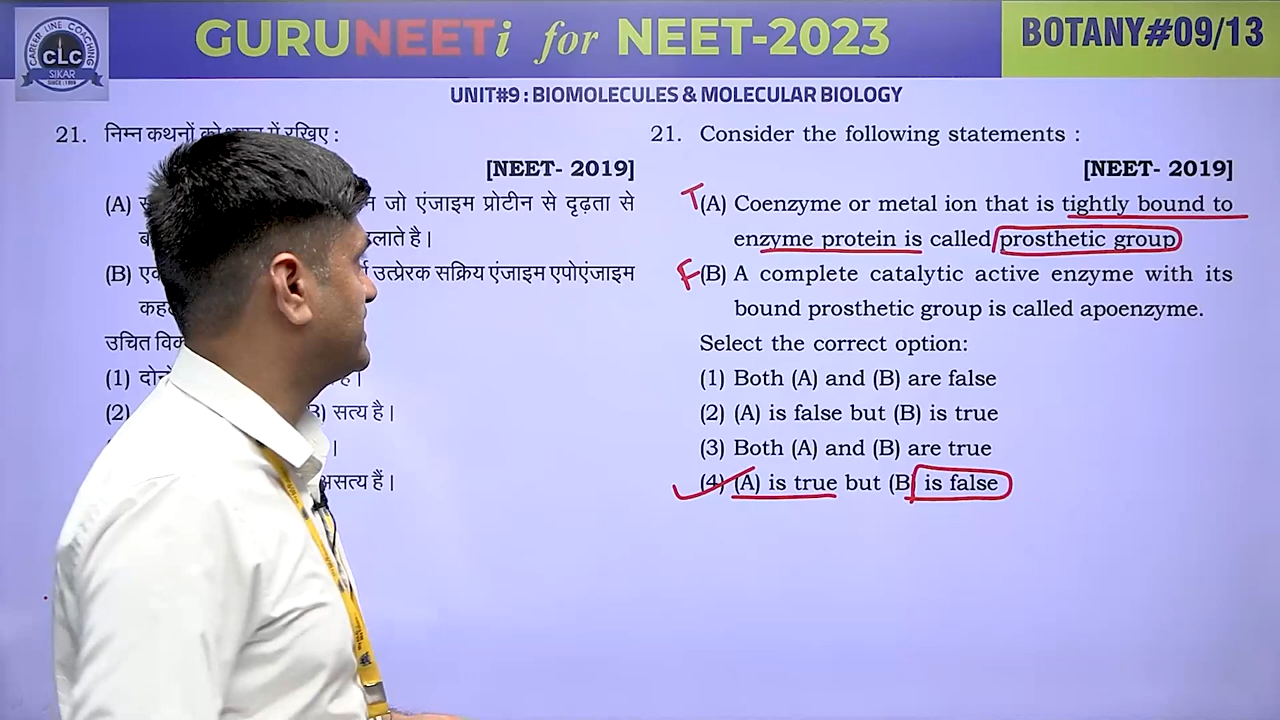 CAREER LINE COACHING
CLC
SIKAR
SINCE : 1996
GURUNEETi for NEET-2023
BOTANY#09/13
UNIT#9 : BIOMOLECULES & MOLECULAR BIOLOGY
21. निम्न कथनों को ध्यान में रखिए :
[NEET- 2019]
(A) जो एंजाइम प्रोटीन से दृढ़ता से
है।
(B) उत्प्रेरक सक्रिय एंजाइम एपोएंजाइम
उचित
(1) है।
(2) सत्य है।
असत्य हैं।
21. Consider the following statements :
[NEET- 2019]
T (A) Coenzyme or metal ion that is tightly bound to
enzyme protein is called prosthetic group
F (B) A complete catalytic active enzyme with its
bound prosthetic group is called apoenzyme.
Select the correct option:
(1) Both (A) and (B) are false
(2) (A) is false but (B) is true
(3) Both (A) and (B) are true
(4) (A) is true but (B) is false